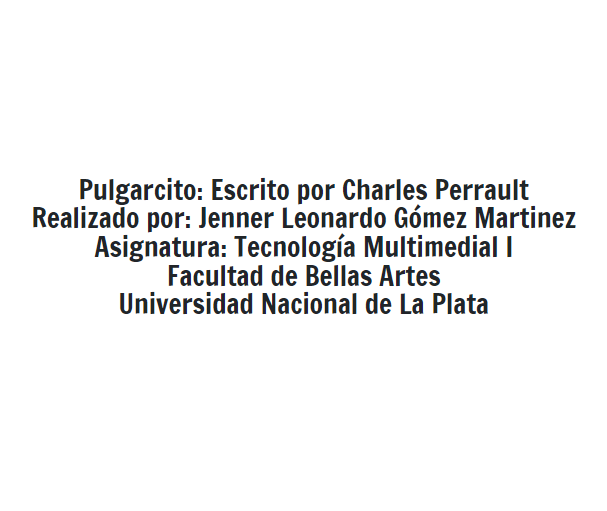 Pulgarcito: Escrito por Charles Perrault
Realizado por: Jenner Leonardo Gómez Martinez
Asignatura: Tecnología Multimedial I
Facultad de Bellas Artes
Universidad Nacional de La Plata